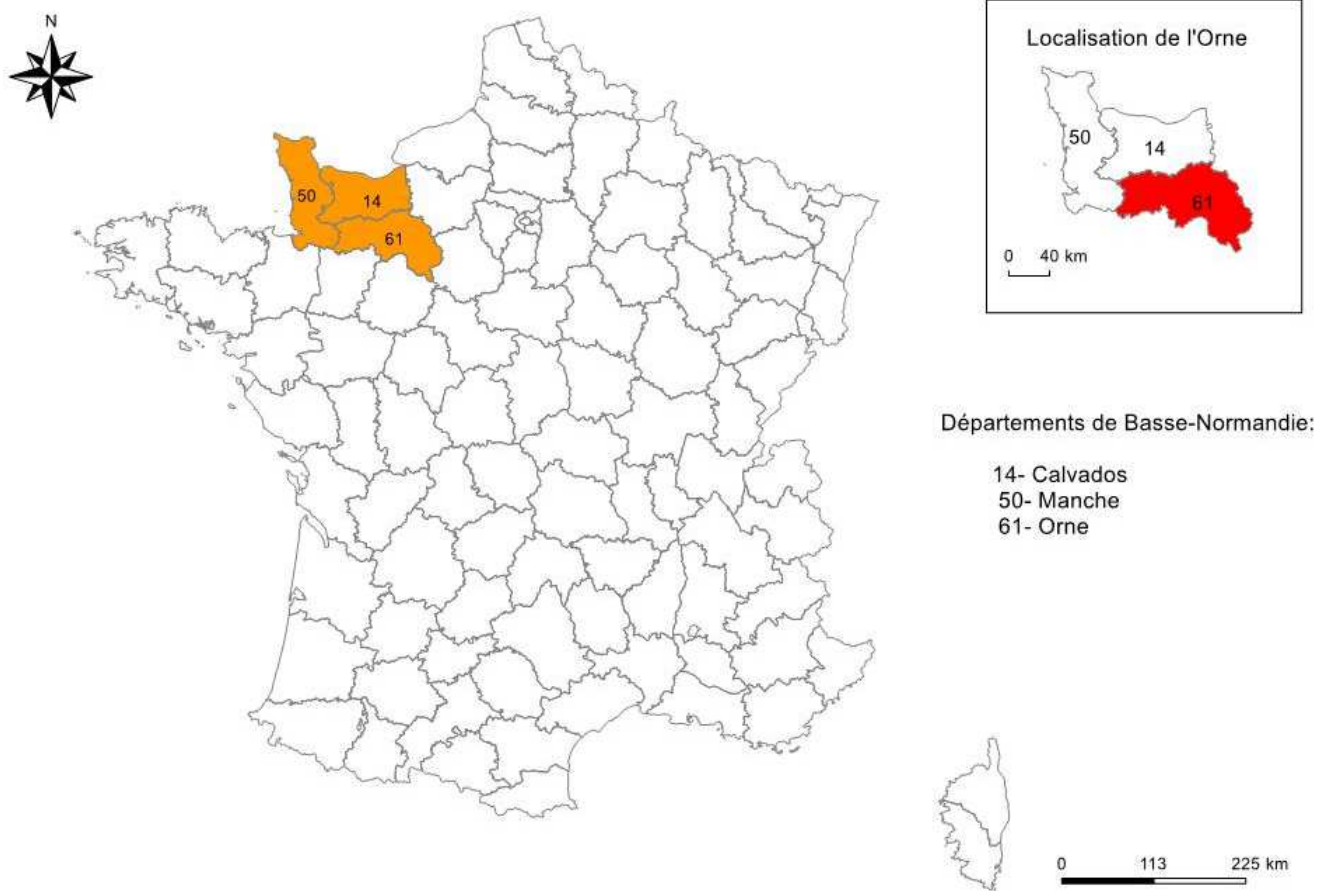 N
50
14
61
Localisation de l'Orne
50
14
61
0 40 km
Départements de Basse-Normandie:
14- Calvados
50- Manche
61- Orne
0 113 225 km